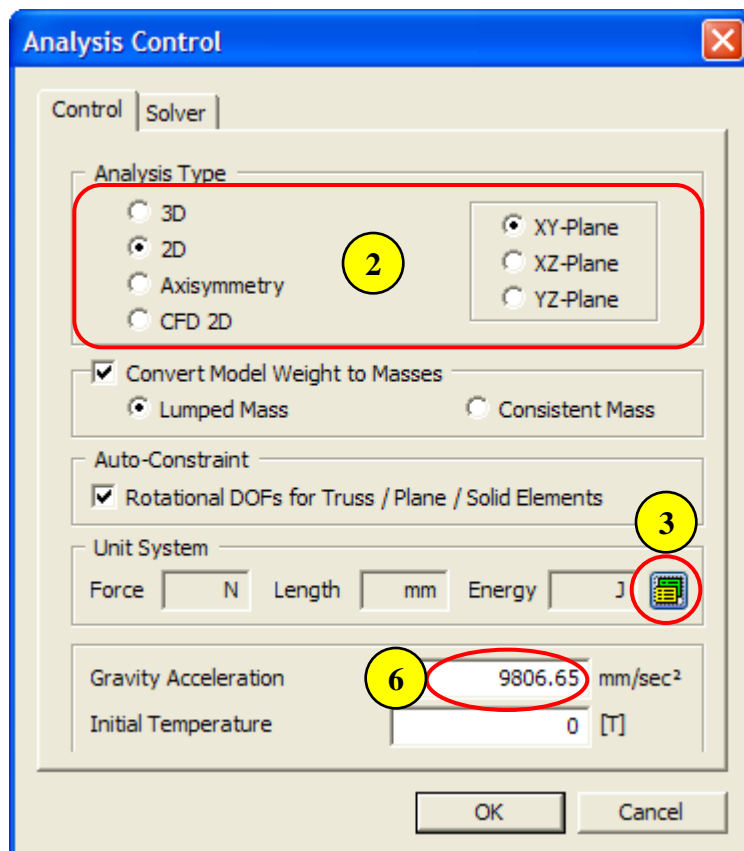 Analysis Control
Control Solver
Analysis Type
3D
2D
Axisymmetry
CFD 2D
2
XY-Plane
XZ-Plane
YZ-Plane
Convert Model Weight to Masses
Lumped Mass Consistent Mass
Auto-Constraint
Rotational DOFs for Truss / Plane / Solid Elements
3
Unit System
Force N Length mm Energy J
Gravity Acceleration 6 9806.65 mm/sec²
Initial Temperature 0 [T]
OK Cancel